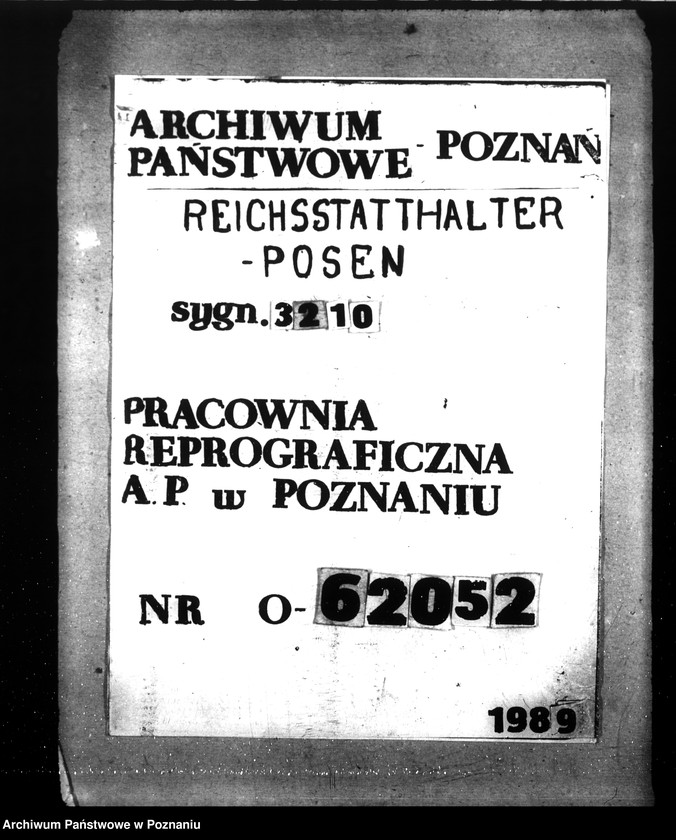 ARCHIWUM
PAŃSTWOWE - POZNAŃ
REICHSSTATTHALTER
-POSEN
sygn. 3210
PRACOWNIA
REPROGRAFICZNA
A.P. w POZNANIU
NR O-62052
1989
Archiwum Państwowe w Poznaniu